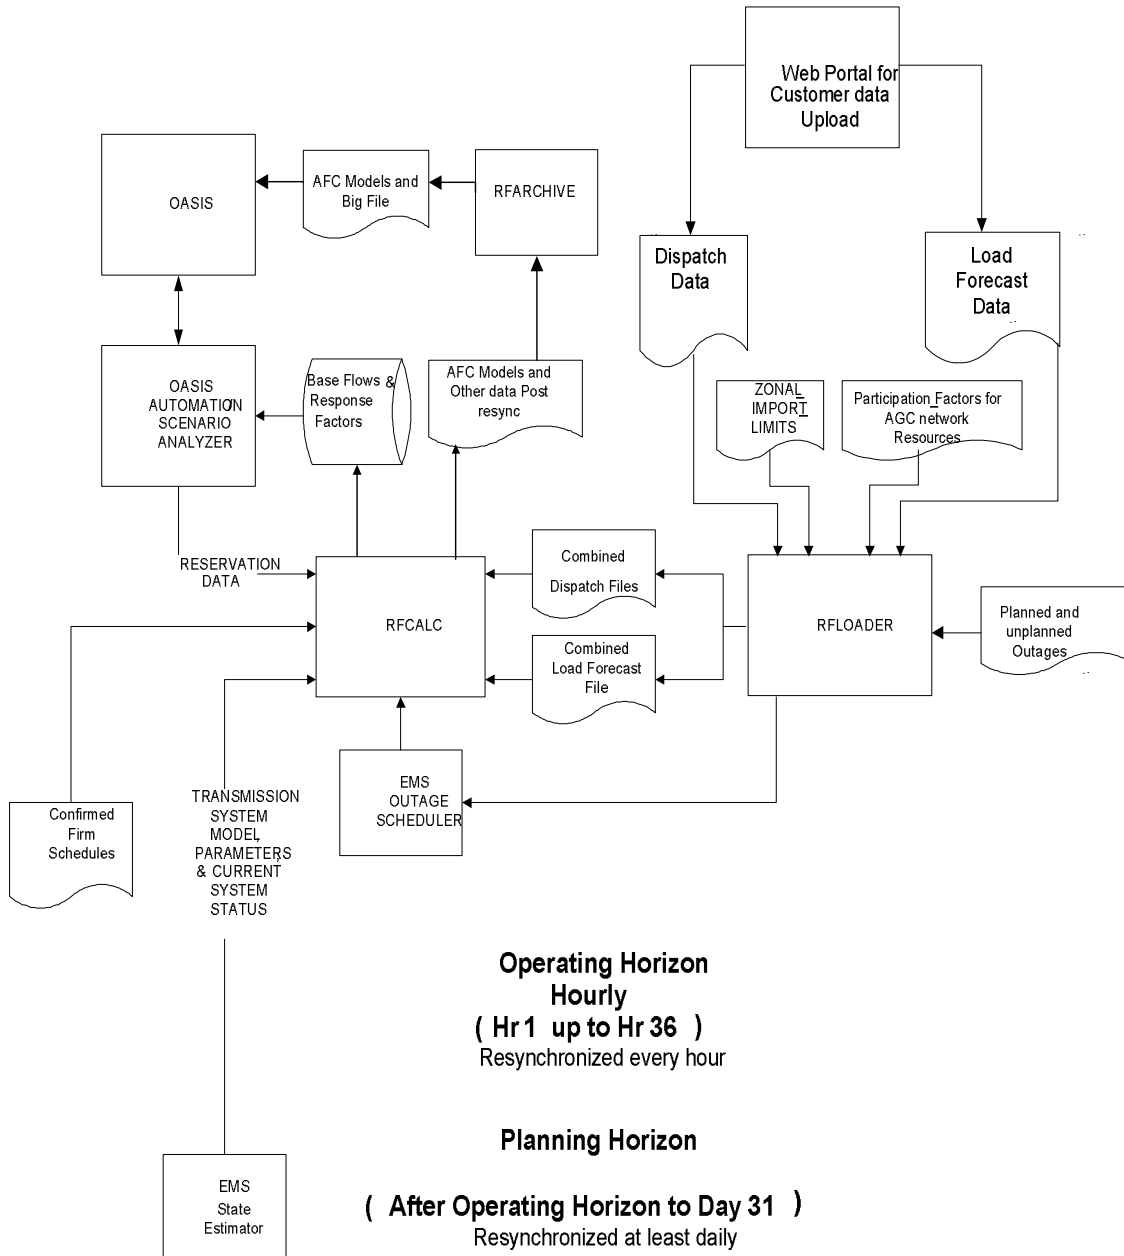 Web Portal for
Customer data
Upload
OASIS
AFC Models and
Big File
RFARCHIVE
Dispatch
Data
Load
Forecast
Data
OASIS
AUTOMATION
SCENARIO
ANALYZER
Base Flows &
Response
Factors
AFC Models and
Other data Post
resync
ZONAL
IMPORT
LIMITS
Participation Factors for
AGC network
Resources
RESERVATION
DATA
RFCALC
Combined
Dispatch Files
Combined
Load Forecast
File
RFLOADER
Planned and
unplanned
Outages
EMS
OUTAGE
SCHEDULER
Confirmed
Firm
Schedules
TRANSMISSION
SYSTEM
MODEL,
PARAMETERS
& CURRENT
SYSTEM
STATUS
Operating Horizon
Hourly
( Hr 1 up to Hr 36 )
Resynchronized every hour
Planning Horizon
( After Operating Horizon to Day 31 )
Resynchronized at least daily
EMS
State
Estimator